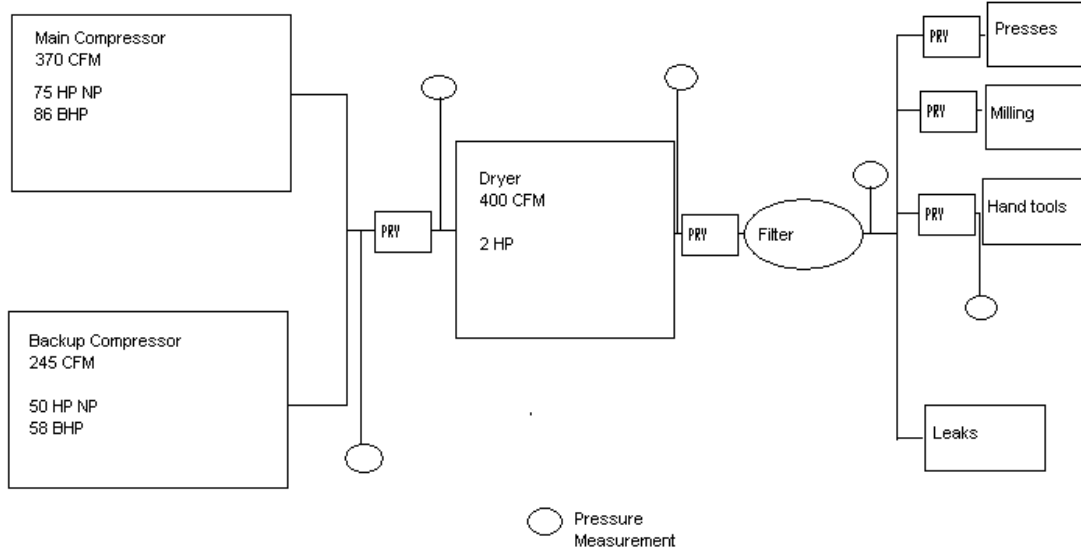 Main Compressor
370 CFM
75 HP NP
86 BHP
Backup Compressor
245 CFM
50 HP NP
58 BHP
PRV
Dryer
400 CFM
2 HP
PRV
Filter
PRV
Presses
PRV
Milling
PRV
Hand tools
Leaks
Pressure
Measurement